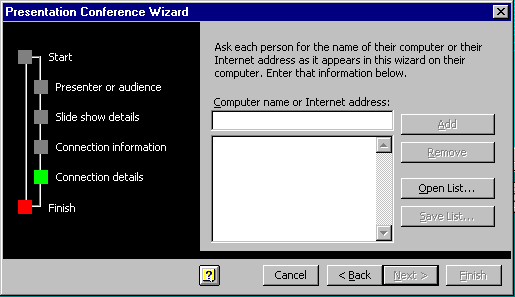 Presentation Conference Wizard
Start
Presenter or audience
Slide show details
Connection information
Connection details
Finish
Ask each person for the name of their computer or their
Internet address as it appears in this wizard on their
computer. Enter that information below.
Computer name or Internet address:
Add
Remove
Open List...
Save List...
?
Cancel
< Back
Next >
Finish